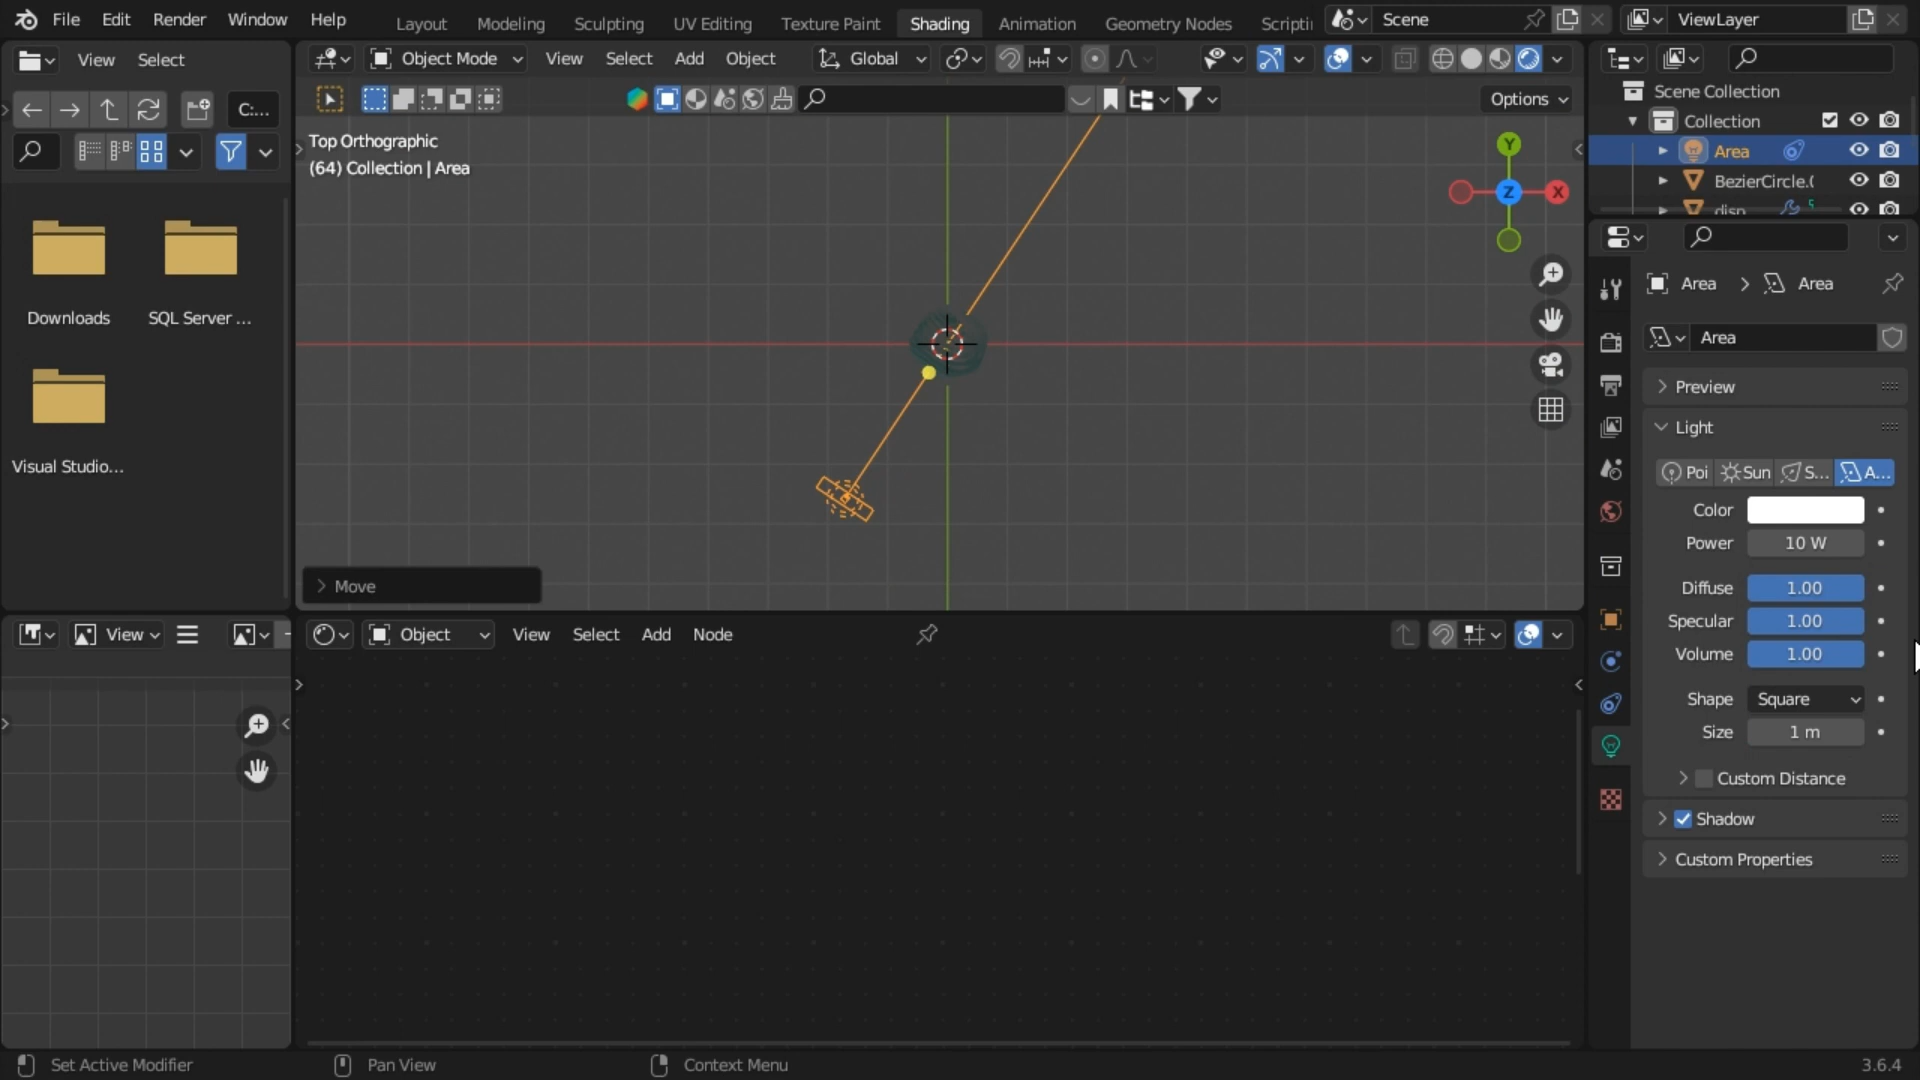 File Edit Render Window Help
Layout Modeling Sculpting UV Editing Texture Paint Shading Animation Geometry Nodes Scripti
Scene ViewLayer
View Select
Object Mode View Select Add Object Global
Scene Collection
C:...
Options
Collection
Top Orthographic
(64) Collection | Area
Y
Z X
Area
BezierCircle.(
disp
5
Downloads SQL Server ...
Visual Studio...
Area > Area
Area
Preview
Light
Poi Sun S... A...
Color
Power 10 W
Diffuse 1.00
Specular 1.00
Volume 1.00
Shape Square
Size 1 m
Custom Distance
Shadow
Custom Properties
Move
View
Object View Select Add Node
Set Active Modifier Pan View Context Menu 3.6.4